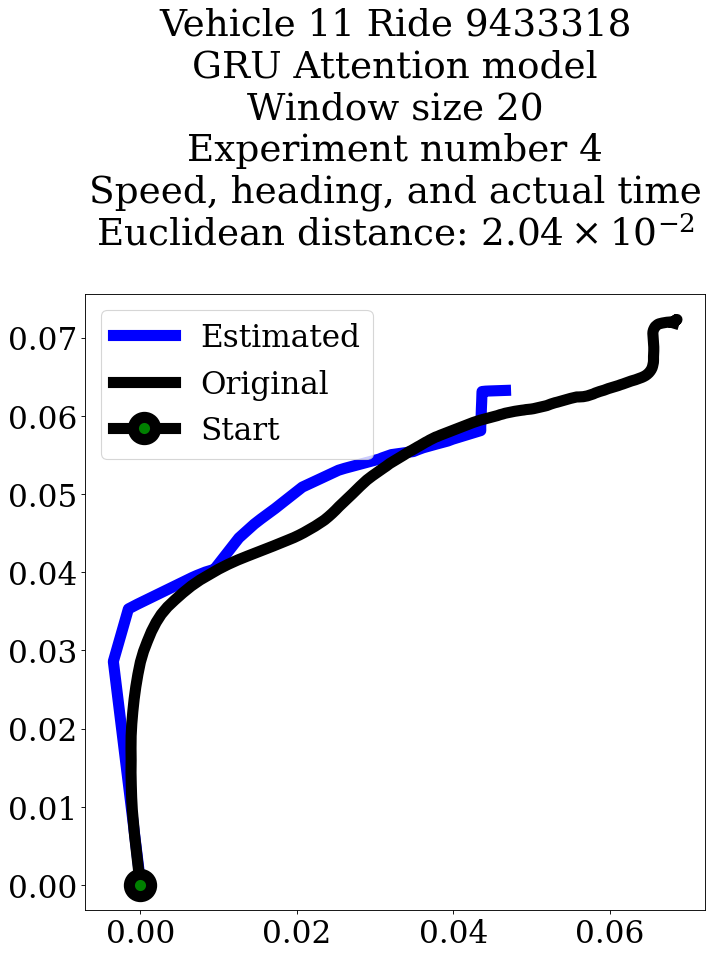 Vehicle 11 Ride 9433318
GRU Attention model
Window size 20
Experiment number 4
Speed, heading, and actual time
Euclidean distance: 2.04 × 10⁻²
Estimated
Original
Start
0.07
0.06
0.05
0.04
0.03
0.02
0.01
0.00
0.00 0.02 0.04 0.06